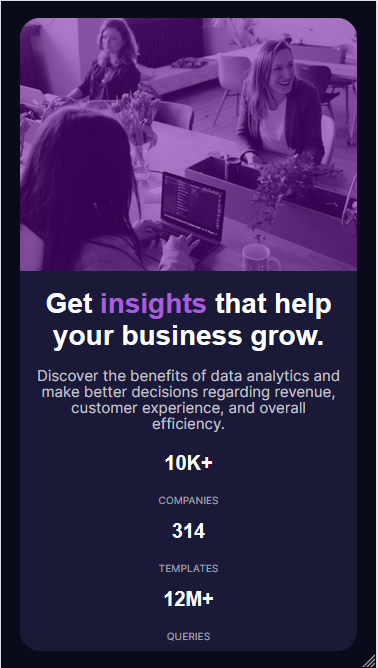 Get insights that help
your business grow.
Discover the benefits of data analytics and
make better decisions regarding revenue,
customer experience, and overall
efficiency.
10K+
COMPANIES
314
TEMPLATES
12M+
QUERIES